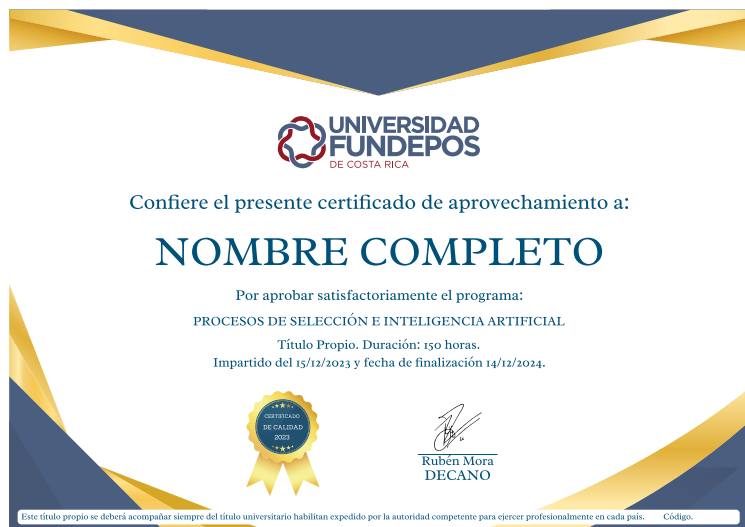 UNIVERSIDAD
FUNDEPOS
DE COSTA RICA
Confiere el presente certificado de aprovechamiento a:
NOMBRE COMPLETO
Por aprobar satisfactoriamente el programa:
PROCESOS DE SELECCIÓN E INTELIGENCIA ARTIFICIAL
Título Propio. Duración: 150 horas.
Impartido del 15/12/2023 y fecha de finalización 14/12/2024.
CERTIFICADO
DE CALIDAD
2023
Rubén Mora
DECANO
Este título propio se deberá acompañar siempre del título universitario habilitan expedido por la autoridad competente para ejercer profesionalmente en cada país. Código.